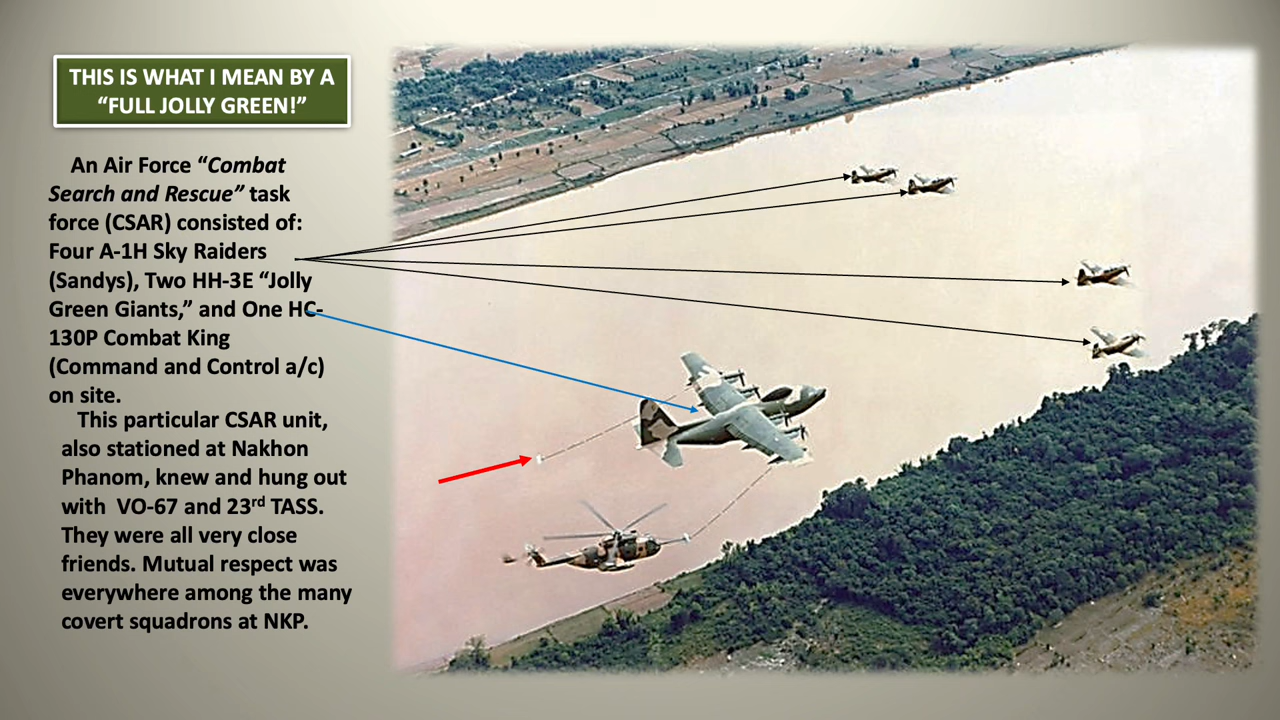 THIS IS WHAT I MEAN BY A
“FULL JOLLY GREEN!”
An Air Force “Combat
Search and Rescue” task
force (CSAR) consisted of:
Four A-1H Sky Raiders
(Sandys), Two HH-3E “Jolly
Green Giants,” and One HC-
130P Combat King
(Command and Control a/c)
on site.
This particular CSAR unit,
also stationed at Nakhon
Phanom, knew and hung out
with VO-67 and 23rd TASS.
They were all very close
friends. Mutual respect was
everywhere among the many
covert squadrons at NKP.